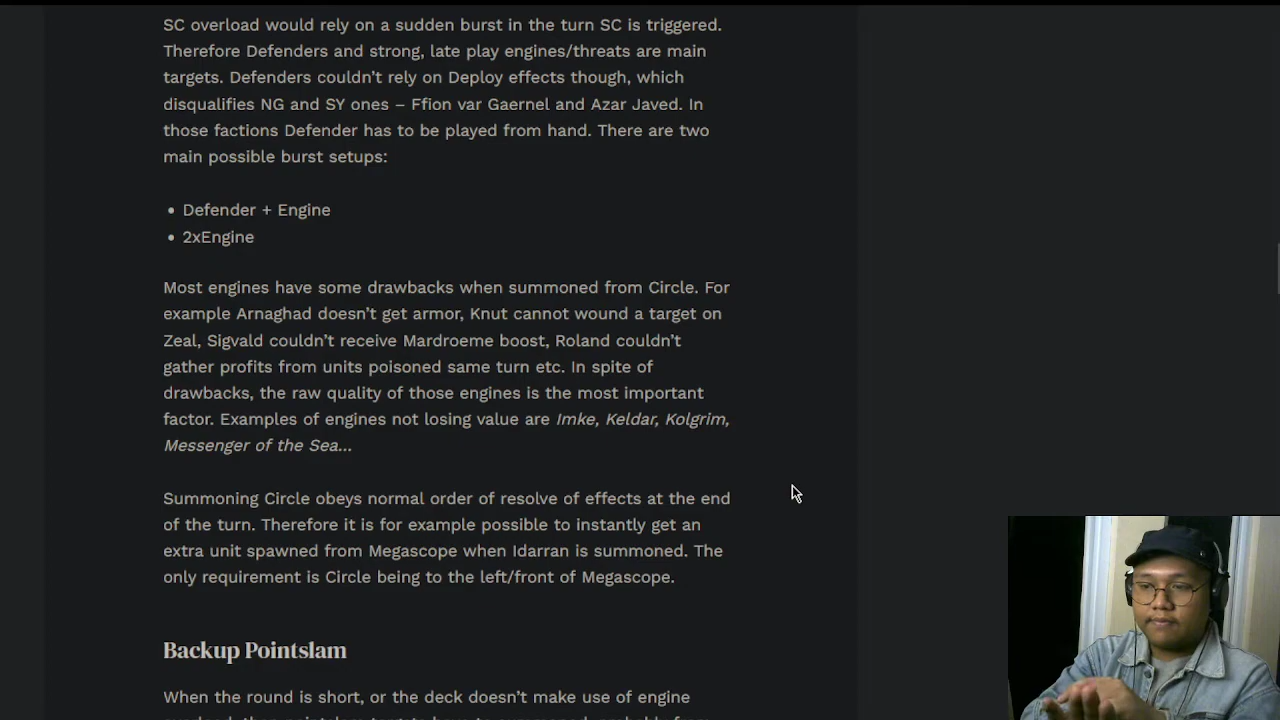 SC overload would rely on a sudden burst in the turn SC is triggered.
Therefore Defenders and strong, late play engines/threats are main
targets. Defenders couldn't rely on Deploy effects though, which
disqualifies NG and SY ones – Ffion var Gaernel and Azar Javed. In
those factions Defender has to be played from hand. There are two
main possible burst setups:
• Defender + Engine
• 2xEngine
Most engines have some drawbacks when summoned from Circle. For
example Arnaghad doesn't get armor, Knut cannot wound a target on
Zeal, Sigvald couldn't receive Mardroeme boost, Roland couldn't
gather profits from units poisoned same turn etc. In spite of
drawbacks, the raw quality of those engines is the most important
factor. Examples of engines not losing value are Imke, Keldar, Kolgrim,
Messenger of the Sea…
Summoning Circle obeys normal order of resolve of effects at the end
of the turn. Therefore it is for example possible to instantly get an
extra unit spawned from Megascope when Idarran is summoned. The
only requirement is Circle being to the left/front of Megascope.
Backup Pointslam
When the round is short, or the deck doesn't make use of engine